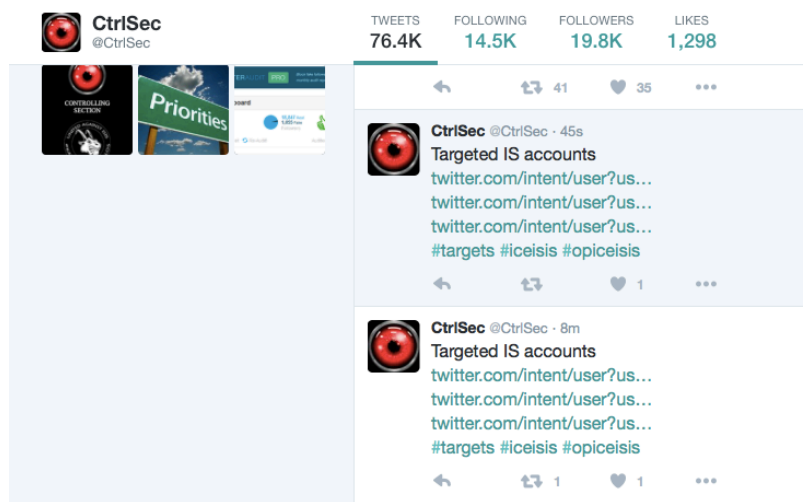 CtrlSec
@CtrlSec
TWEETS
76.4K
FOLLOWING
14.5K
FOLLOWERS
19.8K
LIKES
1,298
CONTROLLING
SECTION
Priorities
PRO
41
35
CtrlSec @CtrlSec · 45s
Targeted IS accounts
twitter.com/intent/user?us…
twitter.com/intent/user?us…
twitter.com/intent/user?us…
#targets #iceisis #opiceisis
1
CtrlSec @CtrlSec · 8m
Targeted IS accounts
twitter.com/intent/user?us…
twitter.com/intent/user?us…
twitter.com/intent/user?us…
#targets #iceisis #opiceisis
1
1